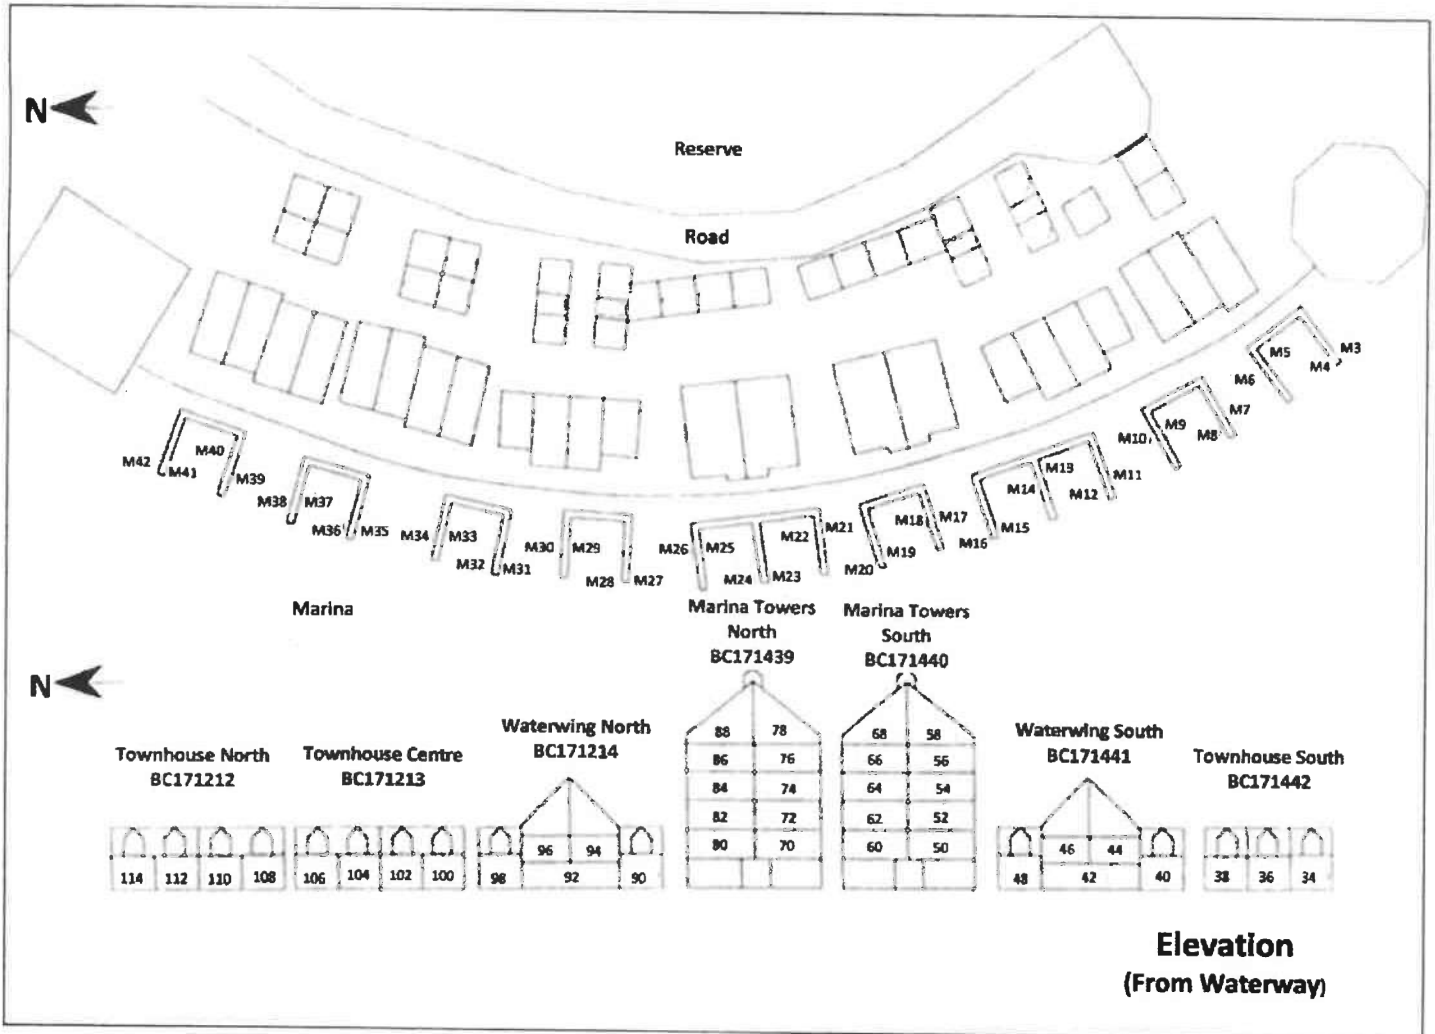 N
Reserve
Road
M3
M4
M5
M6
M7
M8
M9
M10
M11
M12
M13
M14
M15
M16
M17
M18
M19
M20
M21
M22
M23
M24
M25
M26
M27
M28
M29
M30
M31
M32
M33
M34
M35
M36
M37
M38
M39
M40
M41
M42
Marina
N
Townhouse North
BC171212
114 112 110 108
Townhouse Centre
BC171213
106 104 102 100
Waterwing North
BC171214
96 94
98 92 90
Marina Towers
North
BC171439
88 78
86 76
84 74
82 72
80 70
Marina Towers
South
BC171440
68 58
66 56
64 54
62 52
60 50
Waterwing South
BC171441
46 44
48 42 40
Townhouse South
BC171442
38 36 34
Elevation
(From Waterway)